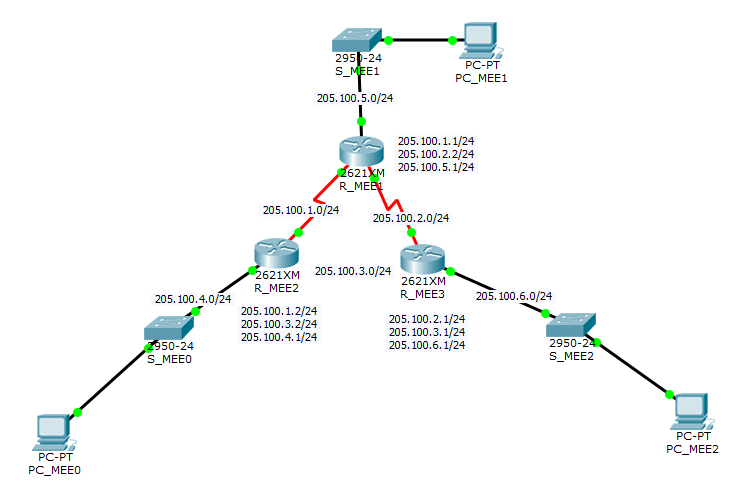 2950-24
S_MEE1
PC-PT
PC_MEE1
205.100.5.0/24
205.100.1.1/24
205.100.2.2/24
205.100.5.1/24
2621XM
R_MEE1
205.100.1.0/24
205.100.2.0/24
2621XM
R_MEE2
205.100.3.0/24
2621XM
R_MEE3
205.100.4.0/24
205.100.6.0/24
205.100.1.2/24
205.100.3.2/24
205.100.4.1/24
205.100.2.1/24
205.100.3.1/24
205.100.6.1/24
2950-24
S_MEE0
2950-24
S_MEE2
PC-PT
PC_MEE0
PC-PT
PC_MEE2